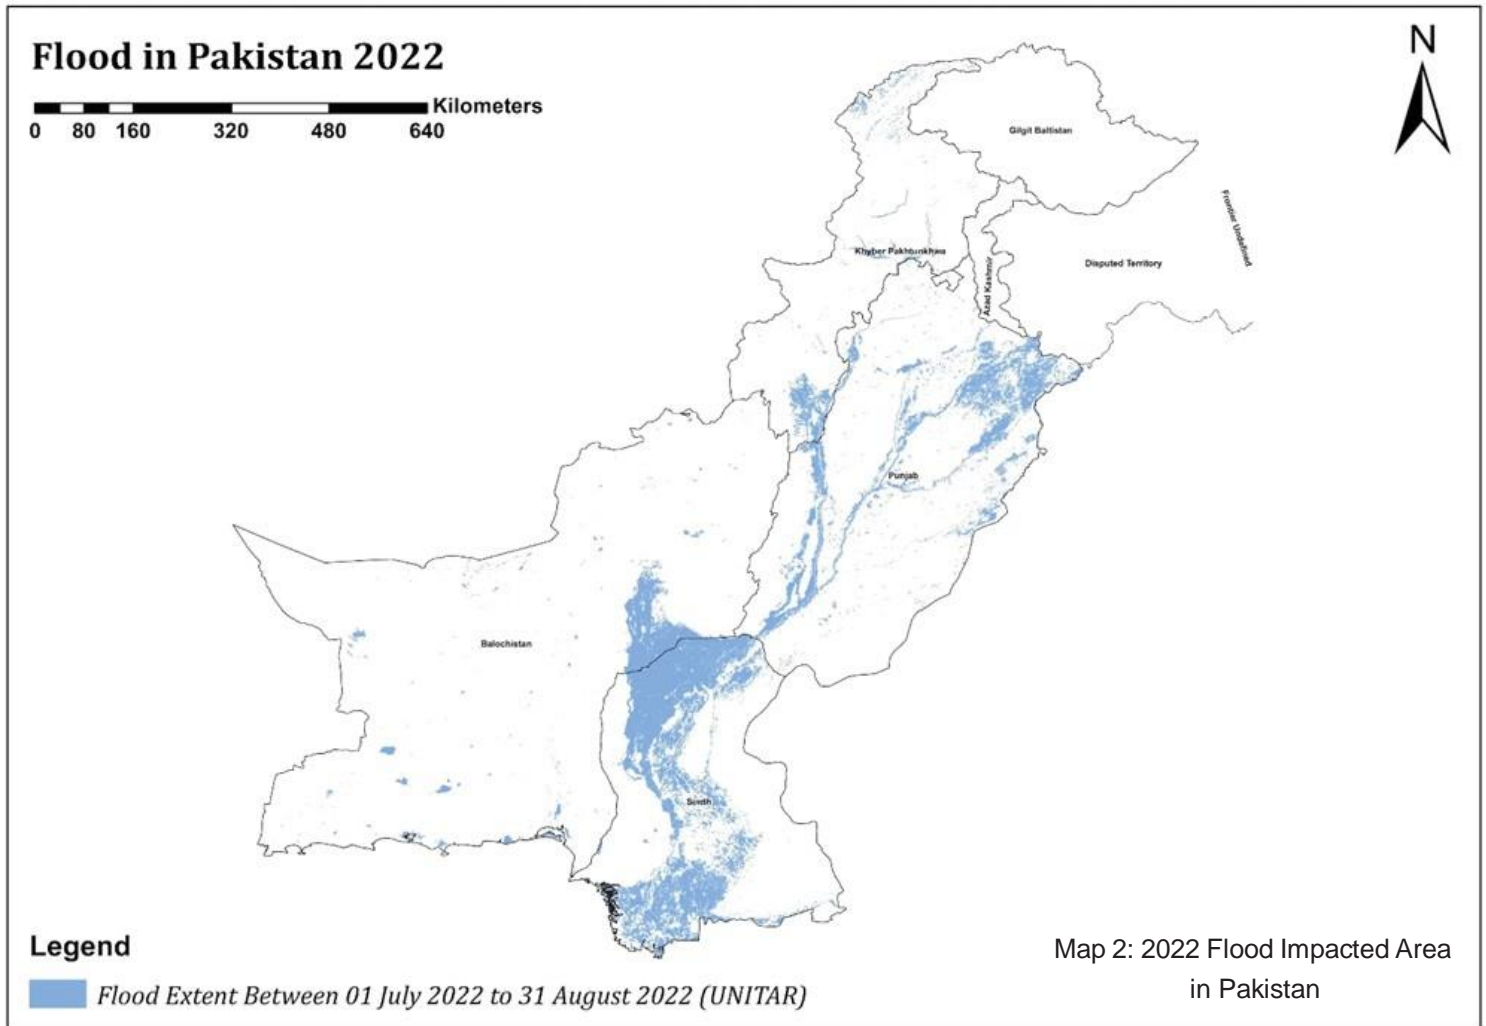 Flood in Pakistan 2022
N
Kilometers
0 80 160 320 480 640
Gilgit Baltistan
Frontier Undefined
Khyber Pakhtunkhwa
Azad Kashmir
Disputed Territory
Punjab
Balochistan
Sindh
Legend
Flood Extent Between 01 July 2022 to 31 August 2022 (UNITAR)
Map 2: 2022 Flood Impacted Area
in Pakistan